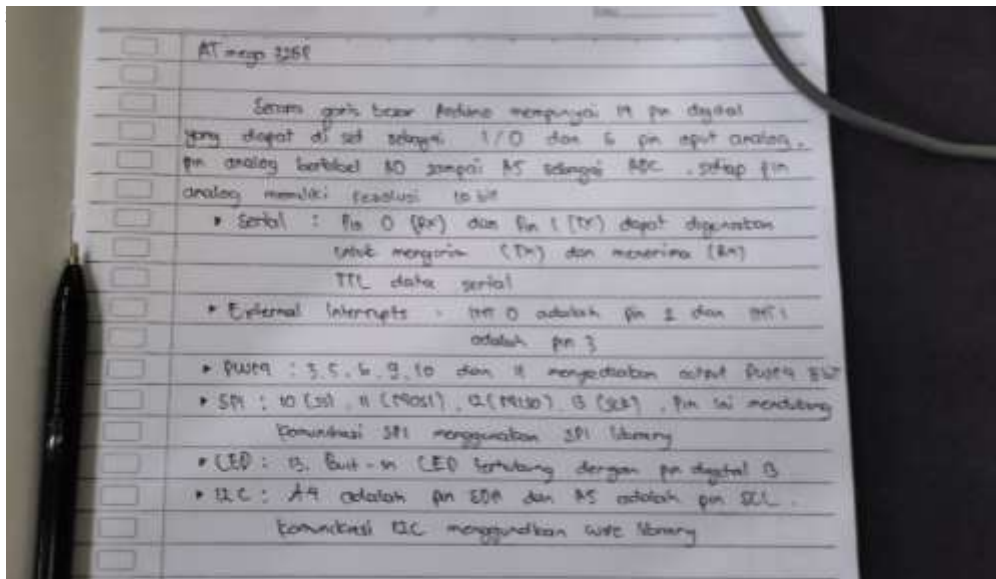 ATmega 328P
Secara garis besar Arduino mempunyai 14 pin digital
yang dapat di set sebagai I/O dan 6 pin input analog,
pin analog berlabel A0 sampai A5 sebagai ADC, setiap pin
analog memiliki resolusi 10 bit
• Serial : Pin 0 (RX) dan Pin 1 (TX) dapat digunakan
untuk mengirim (TX) dan menerima (RX)
TTL data serial
• External Interrupts : INT 0 adalah pin 2 dan INT 1
adalah pin 3
• PWM : 3, 5, 6, 9, 10 dan 11 menyediakan output PWM 8 bit
• SPI : 10 (SS), 11 (MOSI), 12 (MISO), 13 (SCK), Pin ini mendukung
komunikasi SPI menggunakan SPI library
• LED : 13. Buit-in LED terhubung dengan pin digital 13
• I2C : A4 adalah pin SDA dan A5 adalah pin SCL.
komunikasi I2C menggunakan wire library